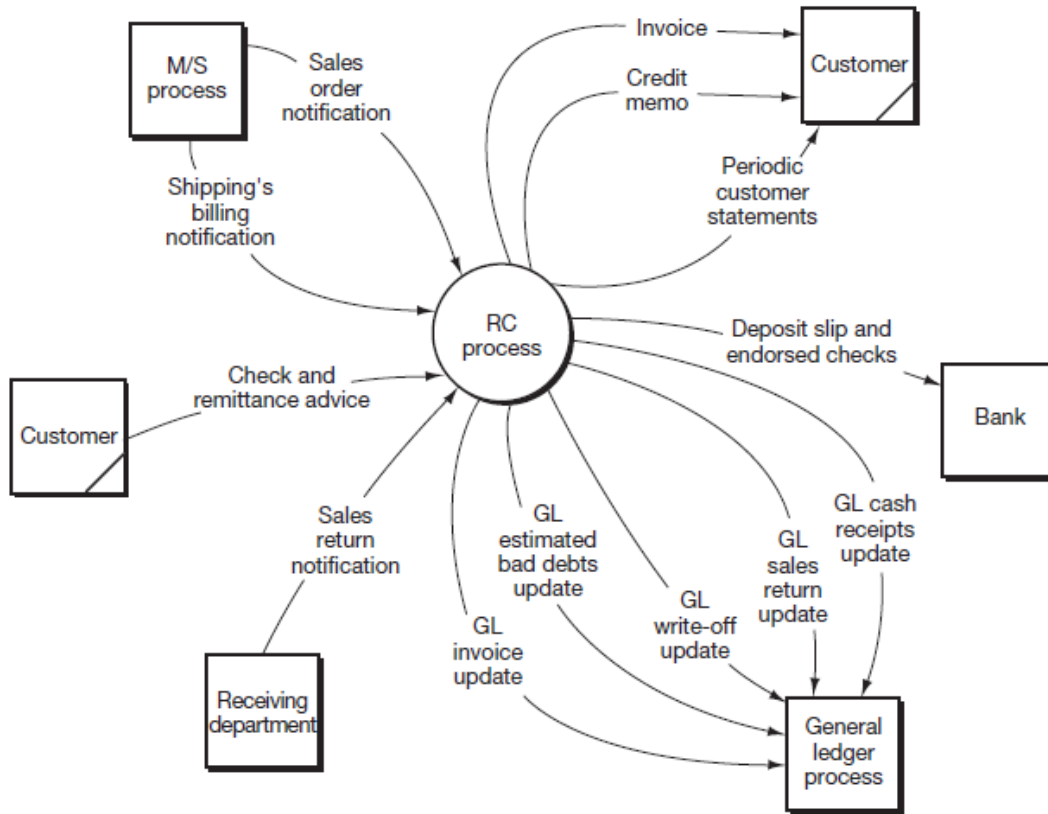 M/S
process
Sales
order
notification
Shipping's
billing
notification
Invoice
Credit
memo
Customer
Periodic
customer
statements
RC
process
Deposit slip and
endorsed checks
Bank
Check and
remittance advice
Customer
Sales
return
notification
Receiving
department
GL
invoice
update
GL
estimated
bad debts
update
GL
write-off
update
GL
sales
return
update
GL cash
receipts
update
General
ledger
process